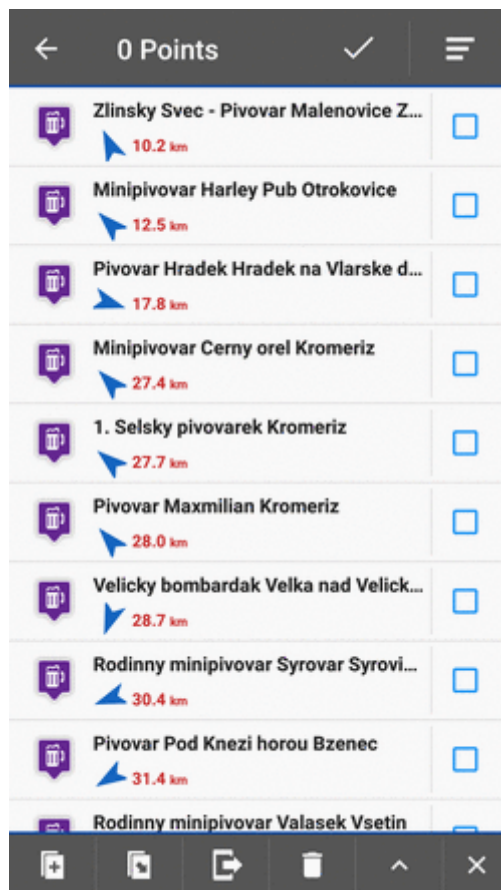 0 Points
Zlinsky Svec - Pivovar Malenovice Z...
10.2 km
Minipivovar Harley Pub Otrokovice
12.5 km
Pivovar Hradek Hradek na Vlarske d...
17.8 km
Minipivovar Cerny orel Kromeriz
27.4 km
1. Selsky pivovarek Kromeriz
27.7 km
Pivovar Maxmilian Kromeriz
28.0 km
Velicky bombardak Velka nad Velick...
28.7 km
Rodinny minipivovar Syrovar Syrovi...
30.4 km
Pivovar Pod Knezi horou Bzenec
31.4 km
Rodinny minipivovar Valasek Vsetin